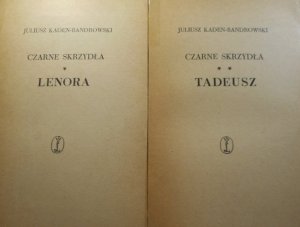 JULIUSZ KADEN-BANDROWSKI
CZARNE SKRZYDŁA
*
LENORA
JULIUSZ KADEN-BANDROWSKI
CZARNE SKRZYDŁA
* *
TADEUSZ